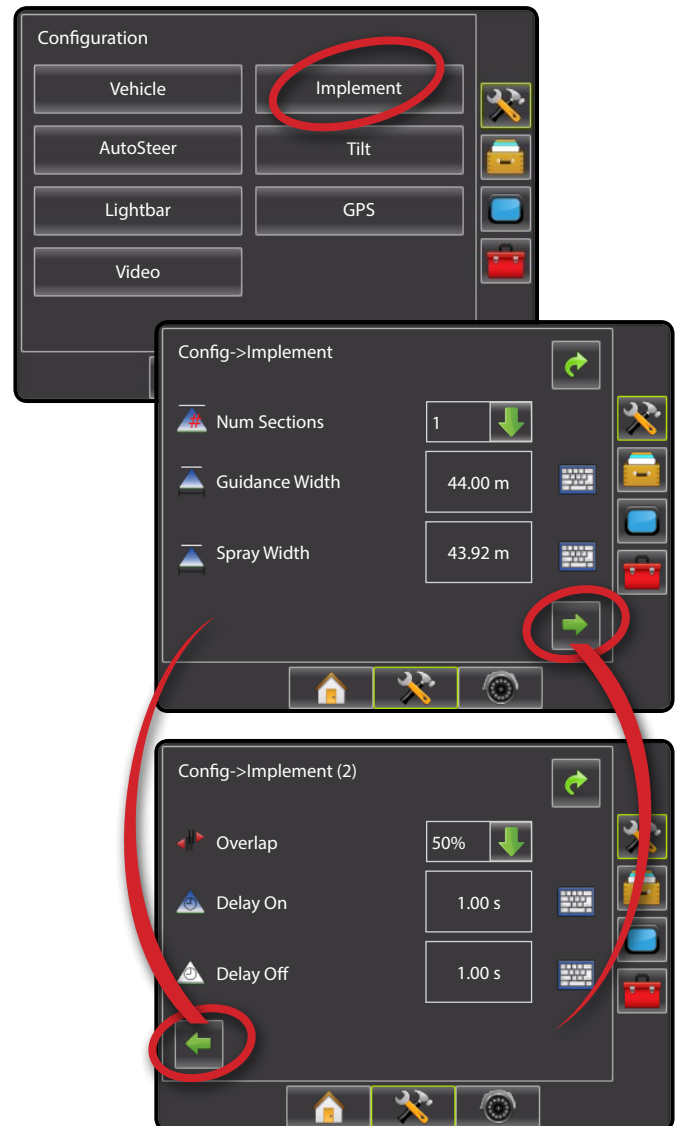 Configuration
Vehicle Implement
AutoSteer Tilt
Lightbar GPS
Video
Config->Implement
# Num Sections 1
Guidance Width 44.00 m
Spray Width 43.92 m
Config->Implement (2)
Overlap 50%
Delay On 1.00 s
Delay Off 1.00 s